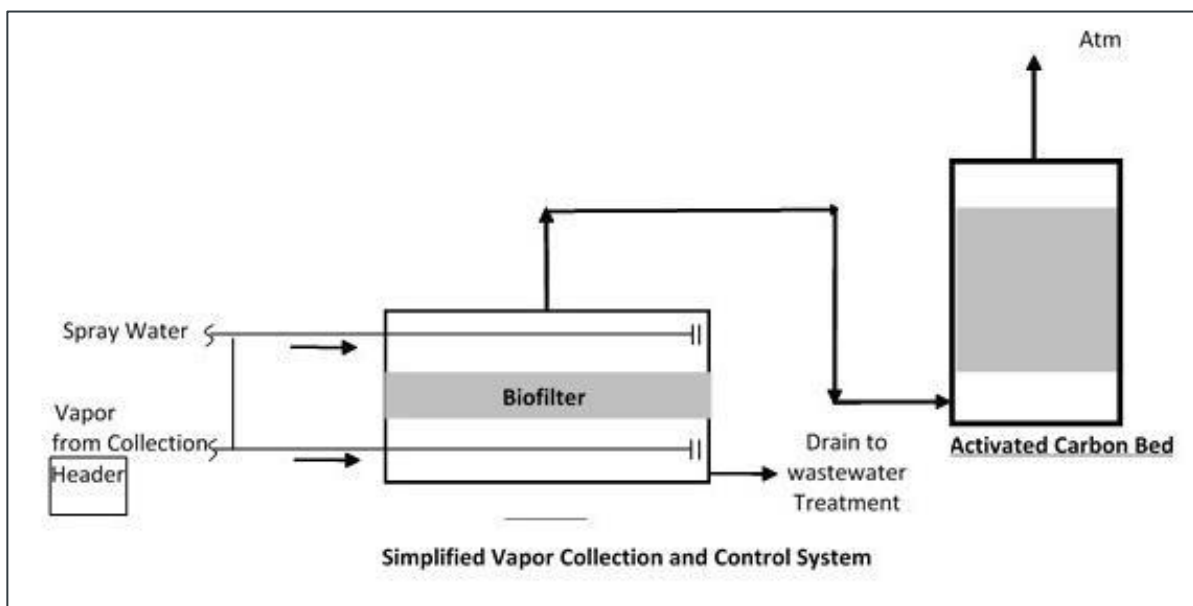 Atm
Spray Water
Biofilter
Vapor
from Collection
Header
Drain to
wastewater
Treatment
Activated Carbon Bed
Simplified Vapor Collection and Control System